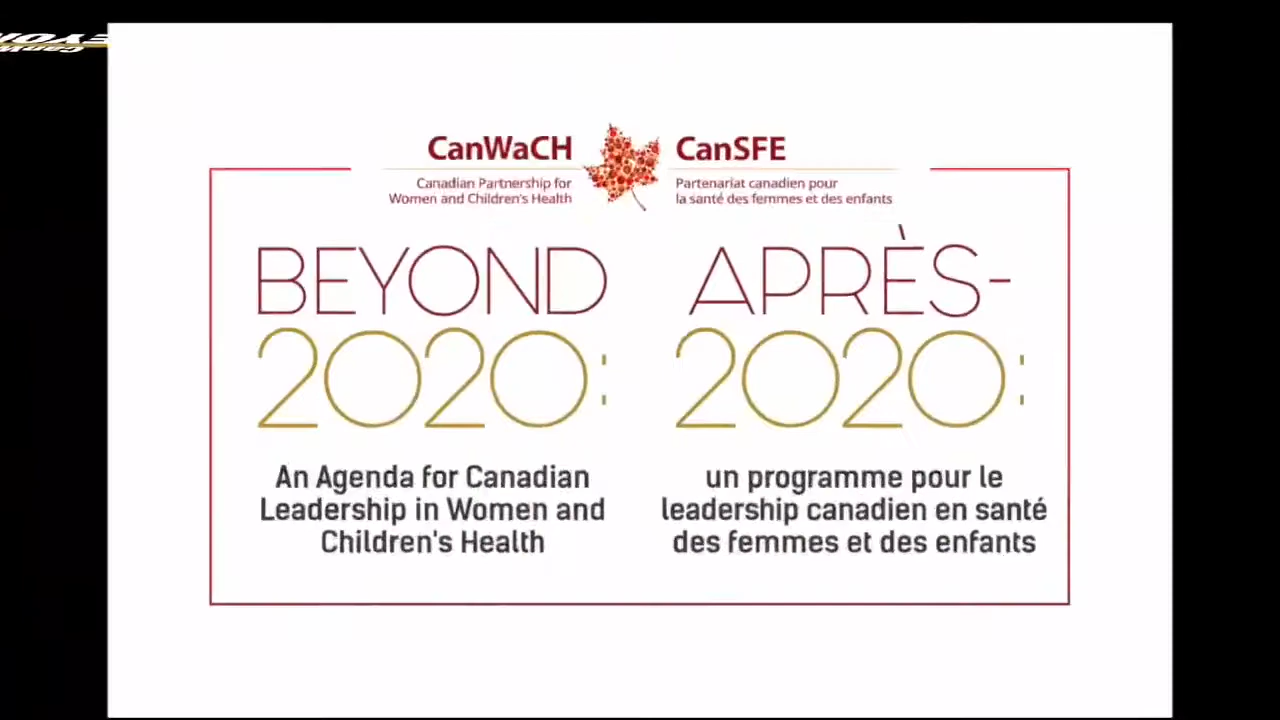 CanWaCH
Canadian Partnership for
Women and Children's Health
CanSFE
Partenariat canadien pour
la santé des femmes et des enfants
BEYOND
2020:
An Agenda for Canadian
Leadership in Women and
Children's Health
APRÈS-
2020:
un programme pour le
leadership canadien en santé
des femmes et des enfants